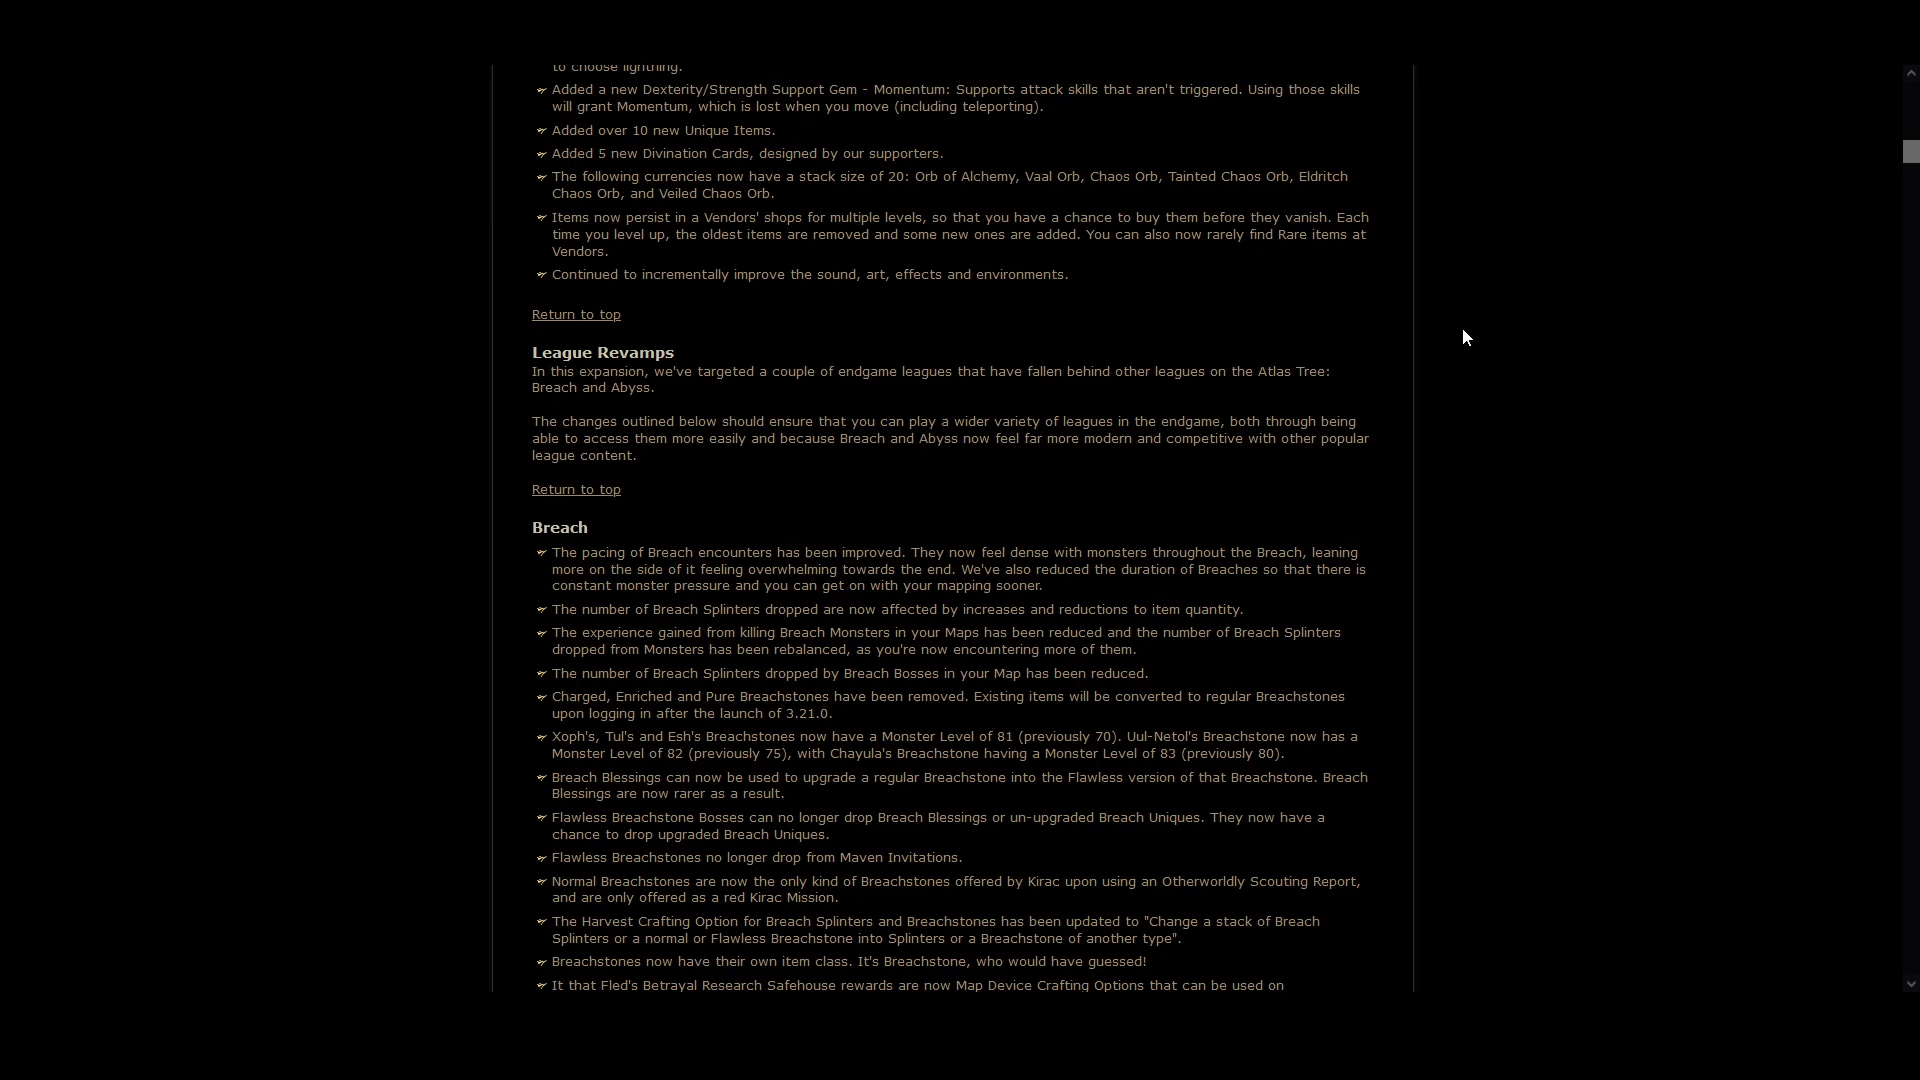 to choose lightning.
Added a new Dexterity/Strength Support Gem - Momentum: Supports attack skills that aren't triggered. Using those skills
will grant Momentum, which is lost when you move (including teleporting).
Added over 10 new Unique Items.
Added 5 new Divination Cards, designed by our supporters.
The following currencies now have a stack size of 20: Orb of Alchemy, Vaal Orb, Chaos Orb, Tainted Chaos Orb, Eldritch
Chaos Orb, and Veiled Chaos Orb.
Items now persist in a Vendors' shops for multiple levels, so that you have a chance to buy them before they vanish. Each
time you level up, the oldest items are removed and some new ones are added. You can also now rarely find Rare items at
Vendors.
Continued to incrementally improve the sound, art, effects and environments.
Return to top
League Revamps
In this expansion, we've targeted a couple of endgame leagues that have fallen behind other leagues on the Atlas Tree:
Breach and Abyss.
The changes outlined below should ensure that you can play a wider variety of leagues in the endgame, both through being
able to access them more easily and because Breach and Abyss now feel far more modern and competitive with other popular
league content.
Return to top
Breach
The pacing of Breach encounters has been improved. They now feel dense with monsters throughout the Breach, leaning
more on the side of it feeling overwhelming towards the end. We've also reduced the duration of Breaches so that there is
constant monster pressure and you can get on with your mapping sooner.
The number of Breach Splinters dropped are now affected by increases and reductions to item quantity.
The experience gained from killing Breach Monsters in your Maps has been reduced and the number of Breach Splinters
dropped from Monsters has been rebalanced, as you're now encountering more of them.
The number of Breach Splinters dropped by Breach Bosses in your Map has been reduced.
Charged, Enriched and Pure Breachstones have been removed. Existing items will be converted to regular Breachstones
upon logging in after the launch of 3.21.0.
Xoph's, Tul's and Esh's Breachstones now have a Monster Level of 81 (previously 70). Uul-Netol's Breachstone now has a
Monster Level of 82 (previously 75), with Chayula's Breachstone having a Monster Level of 83 (previously 80).
Breach Blessings can now be used to upgrade a regular Breachstone into the Flawless version of that Breachstone. Breach
Blessings are now rarer as a result.
Flawless Breachstone Bosses can no longer drop Breach Blessings or un-upgraded Breach Uniques. They now have a
chance to drop upgraded Breach Uniques.
Flawless Breachstones no longer drop from Maven Invitations.
Normal Breachstones are now the only kind of Breachstones offered by Kirac upon using an Otherworldly Scouting Report,
and are only offered as a red Kirac Mission.
The Harvest Crafting Option for Breach Splinters and Breachstones has been updated to "Change a stack of Breach
Splinters or a normal or Flawless Breachstone into Splinters or a Breachstone of another type".
Breachstones now have their own item class. It's Breachstone, who would have guessed!
It that Fled's Betrayal Research Safehouse rewards are now Map Device Crafting Options that can be used on